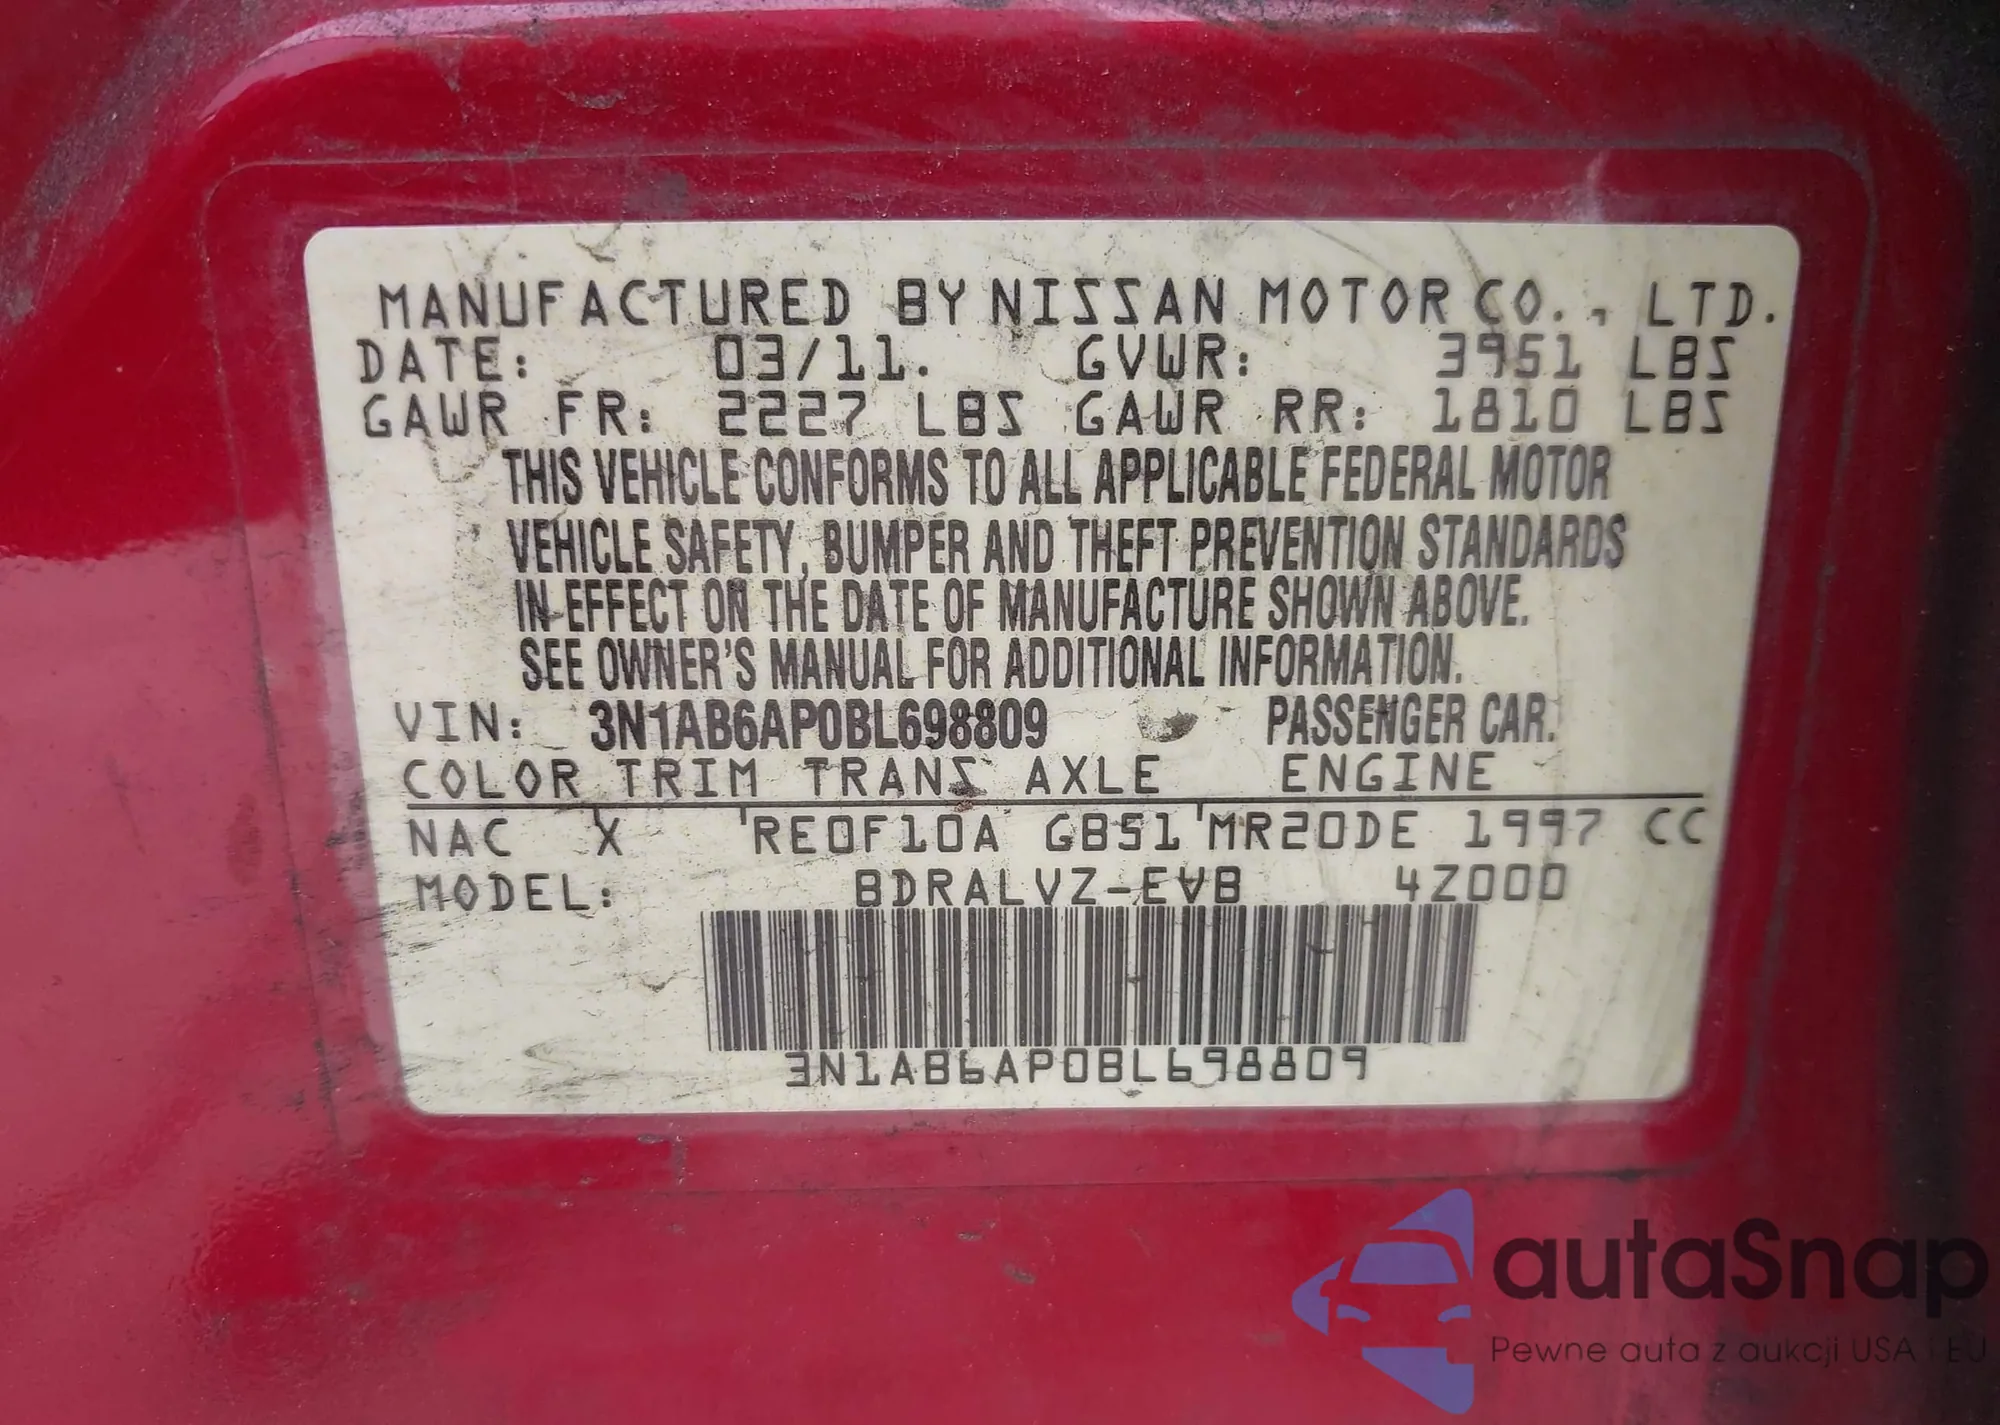 MANUFACTURED BY NISSAN MOTOR CO., LTD.
DATE: 03/11. GVWR: 3951 LBS
GAWR FR: 2227 LBS GAWR RR: 1810 LBS
THIS VEHICLE CONFORMS TO ALL APPLICABLE FEDERAL MOTOR
VEHICLE SAFETY, BUMPER AND THEFT PREVENTION STANDARDS
IN EFFECT ON THE DATE OF MANUFACTURE SHOWN ABOVE.
SEE OWNER'S MANUAL FOR ADDITIONAL INFORMATION.
VIN: 3N1AB6AP0BL698809 PASSENGER CAR.
COLOR TRIM TRANS AXLE ENGINE
NAC X RE0F10A GB51 MR20DE 1997 CC
MODEL: BDRALVZ-EVB 4Z000
3N1AB6AP0BL698809
autaSnap
Pewne auta z aukcji USA i EU